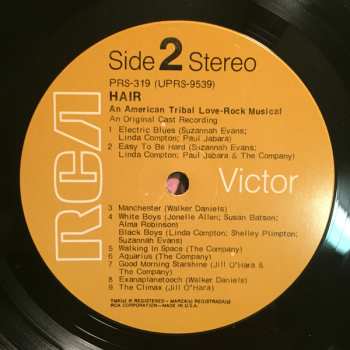 Side 2 Stereo
PRS-319 (UPRS-9539)
HAIR
An American Tribal Love-Rock Musical
An Original Cast Recording
1 Electric Blues (Suzannah Evans;
Linda Compton; Paul Jabara)
2 Easy To Be Hard (Suzannah Evans;
Linda Compton; Paul Jabara & The Company)
RCA
Victor
3 Manchester (Walker Daniels)
4 White Boys (Jonelle Allen; Susan Batson;
Alma Robinson)
Black Boys (Linda Compton; Shelley Plimpton;
Suzannah Evans)
5 Walking In Space (The Company)
6 Aquarius (The Company)
7 Good Morning Starshine (Jill O'Hara &
The Company)
8 Exanaplanetooch (Walker Daniels)
9 The Climax (Jill O'Hara)
TMK(s) ® REGISTERED • MARCA(s) REGISTRADA(s)
RCA CORPORATION—MADE IN U.S.A.